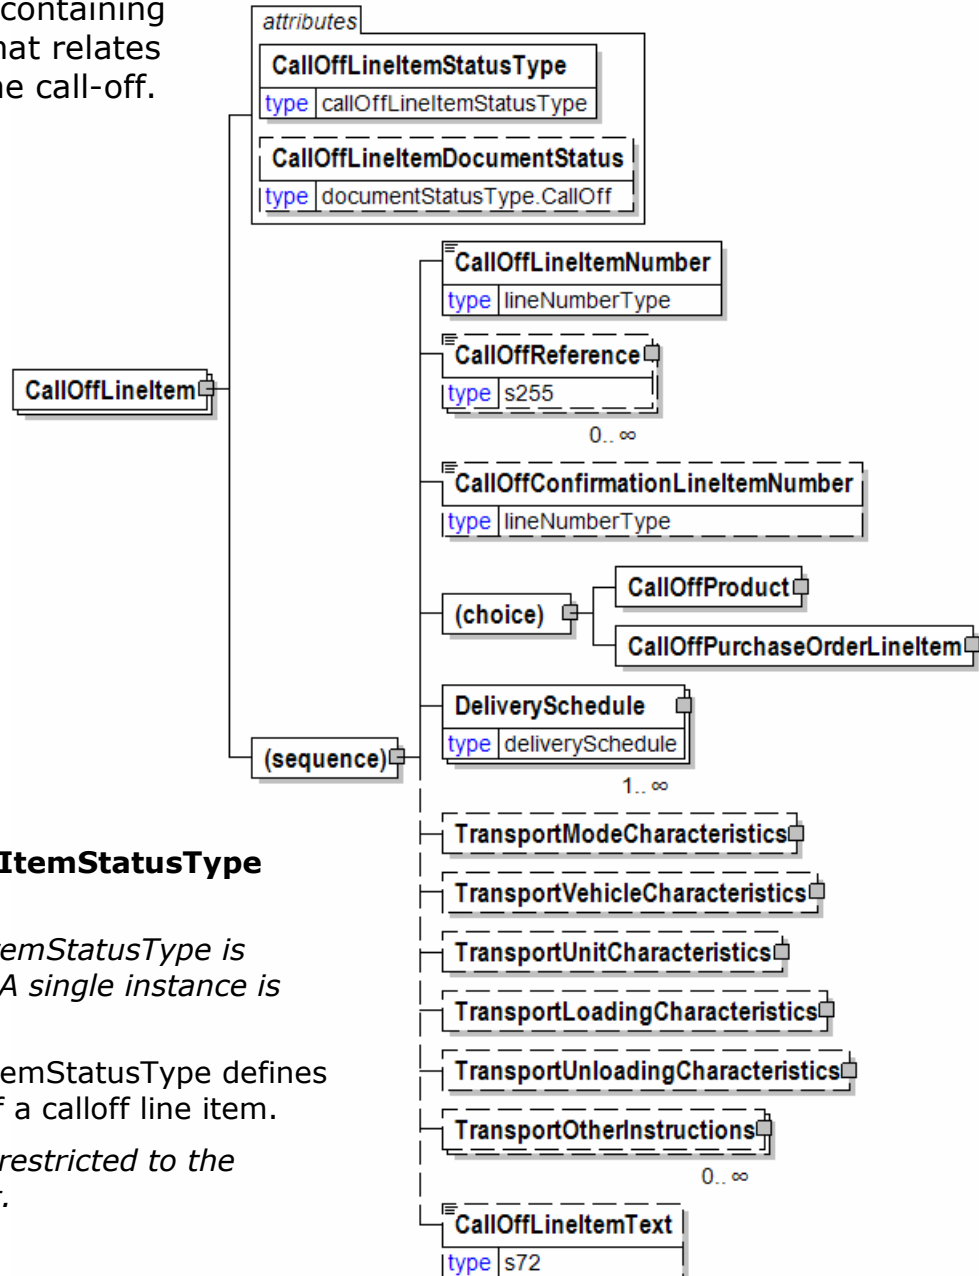 containing
hat relates
ne call-off.
attributes
CallOffLineItemStatusType
type callOffLineItemStatusType
CallOffLineItemDocumentStatus
type documentStatusType.CallOff
CallOffLineItem
(sequence)
CallOffLineItemNumber
type lineNumberType
CallOffReference
type s255
0.. ∞
CallOffConfirmationLineItemNumber
type lineNumberType
(choice)
CallOffProduct
CallOffPurchaseOrderLineItem
DeliverySchedule
type deliverySchedule
1.. ∞
TransportModeCharacteristics
TransportVehicleCharacteristics
TransportUnitCharacteristics
TransportLoadingCharacteristics
TransportUnloadingCharacteristics
TransportOtherInstructions
0.. ∞
CallOffLineItemText
type s72
ItemStatusType
temStatusType is
A single instance is
temStatusType defines
f a calloff line item.
restricted to the